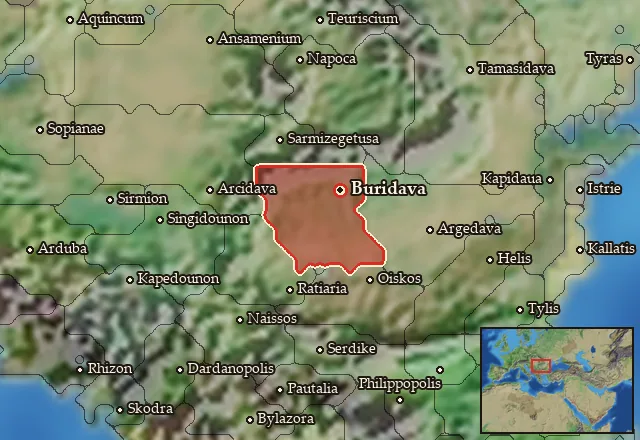 Aquincum
Teuriscium
Ansamenium
Napoca
Tyras
Tamasidava
Sopianae
Sarmizegetusa
Kapidaua
Arcidava
Buridava
Istrie
Sirmion
Singidounon
Argedava
Arduba
Kallatis
Helis
Kapedounon
Oiskos
Ratiaria
Tylis
Naissos
Serdike
Rhizon
Dardanopolis
Philippopolis
Pautalia
Skodra
Bylazora